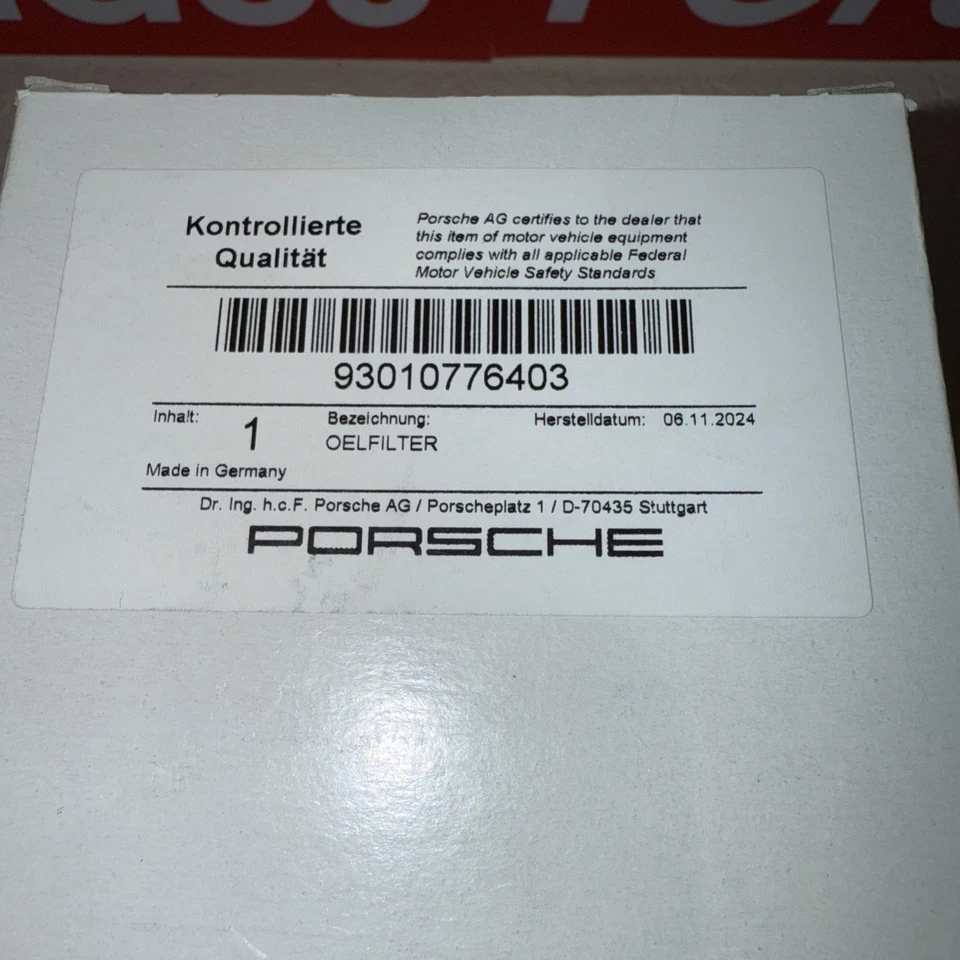 Kontrollierte
Qualität
Porsche AG certifies to the dealer that
this item of motor vehicle equipment
complies with all applicable Federal
Motor Vehicle Safety Standards
93010776403
Inhalt: 1
Bezeichnung:
OELFILTER
Herstelldatum: 06.11.2024
Made in Germany
Dr. Ing. h.c.F. Porsche AG / Porscheplatz 1 / D-70435 Stuttgart
PORSCHE